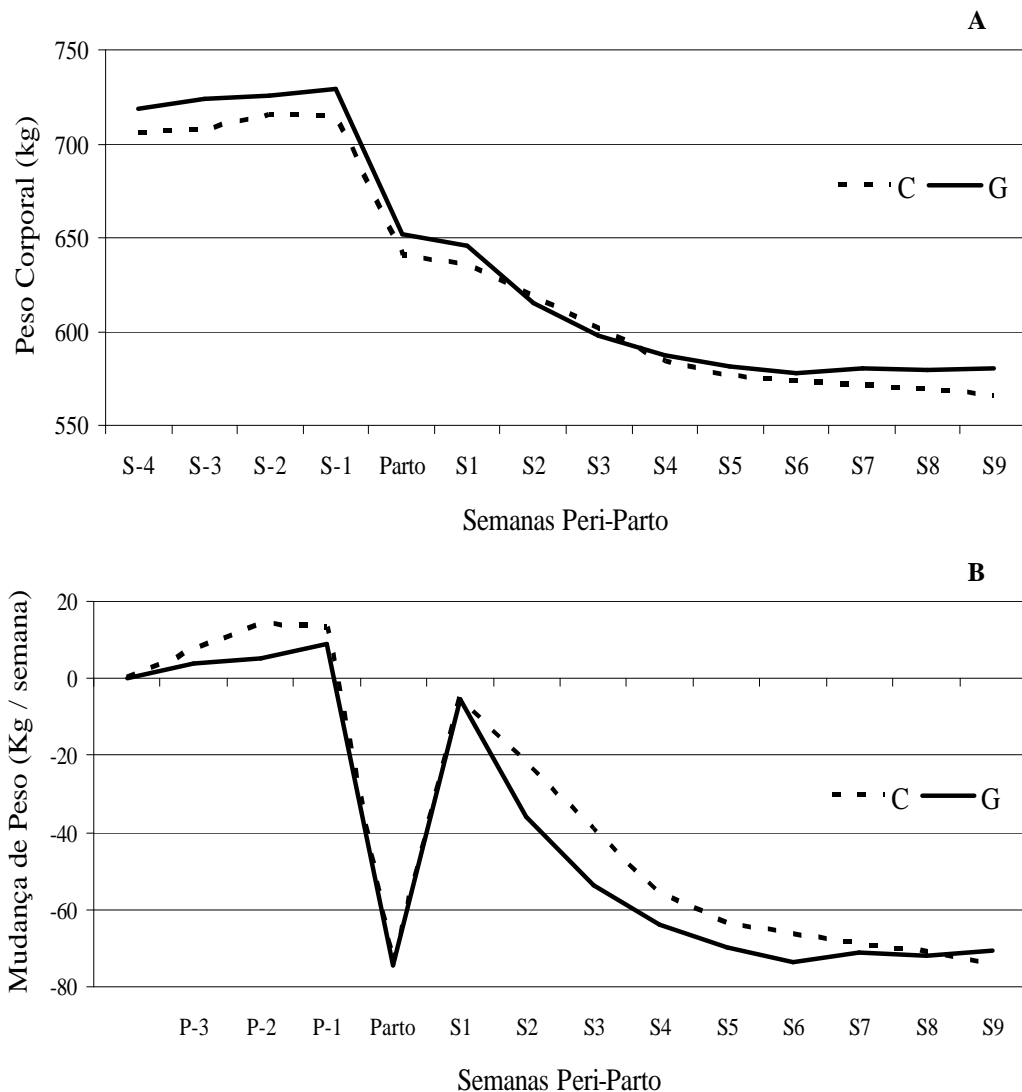 A
750
700
650
600
550
Peso Corporal (kg)
C G
S-4 S-3 S-2 S-1 Parto S1 S2 S3 S4 S5 S6 S7 S8 S9
Semanas Peri-Parto
B
20
0
-20
-40
-60
-80
Mudança de Peso (Kg / semana)
C G
P-3 P-2 P-1 Parto S1 S2 S3 S4 S5 S6 S7 S8 S9
Semanas Peri-Parto